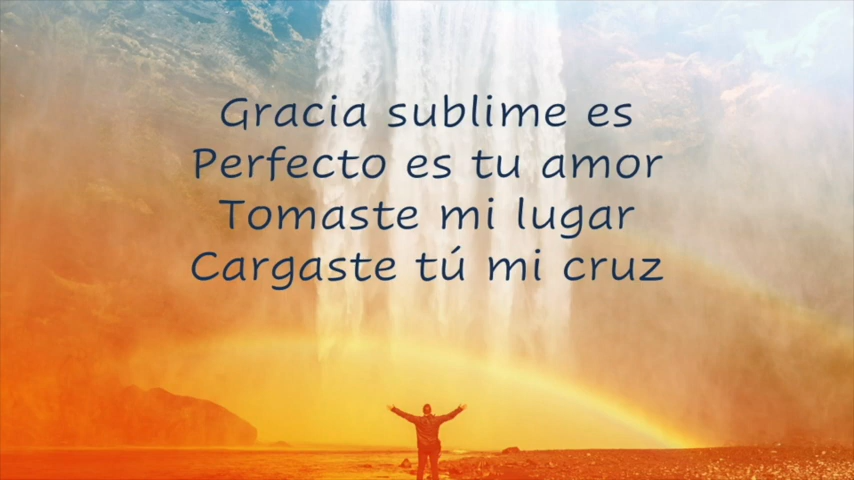 Gracia sublime es
Perfecto es tu amor
Tomaste mi lugar
Cargaste tú mi cruz